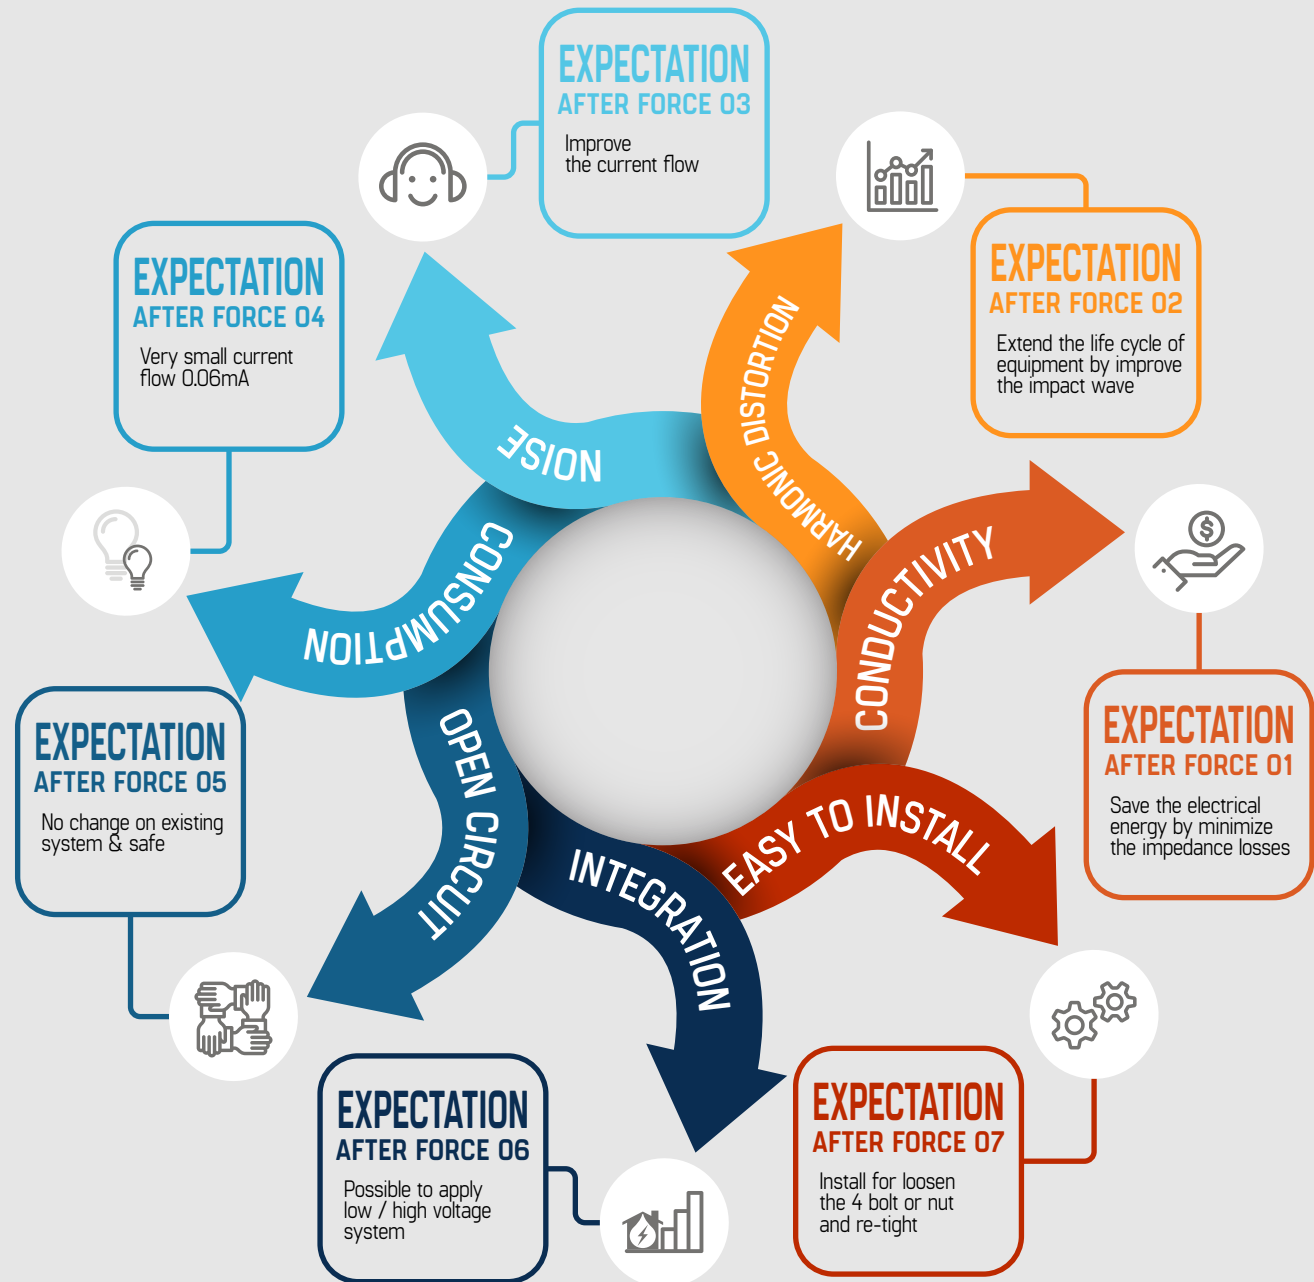 EXPECTATION
AFTER FORCE 03
Improve
the current flow
EXPECTATION
AFTER FORCE 02
Extend the life cycle of
equipment by improve
the impact wave
EXPECTATION
AFTER FORCE 04
Very small current
flow 0.06mA
HARMONIC DISTORTION
NOISE
CONDUCTIVITY
CONSUMPTION
$
EXPECTATION
AFTER FORCE 05
No change on existing
system & safe
OPEN CIRCUIT
EXPECTATION
AFTER FORCE 01
Save the electrical
energy by minimize
the impedance losses
EASY TO INSTALL
INTEGRATION
EXPECTATION
AFTER FORCE 06
Possible to apply
low / high voltage
system
EXPECTATION
AFTER FORCE 07
Install for loosen
the 4 bolt or nut
and re-tight